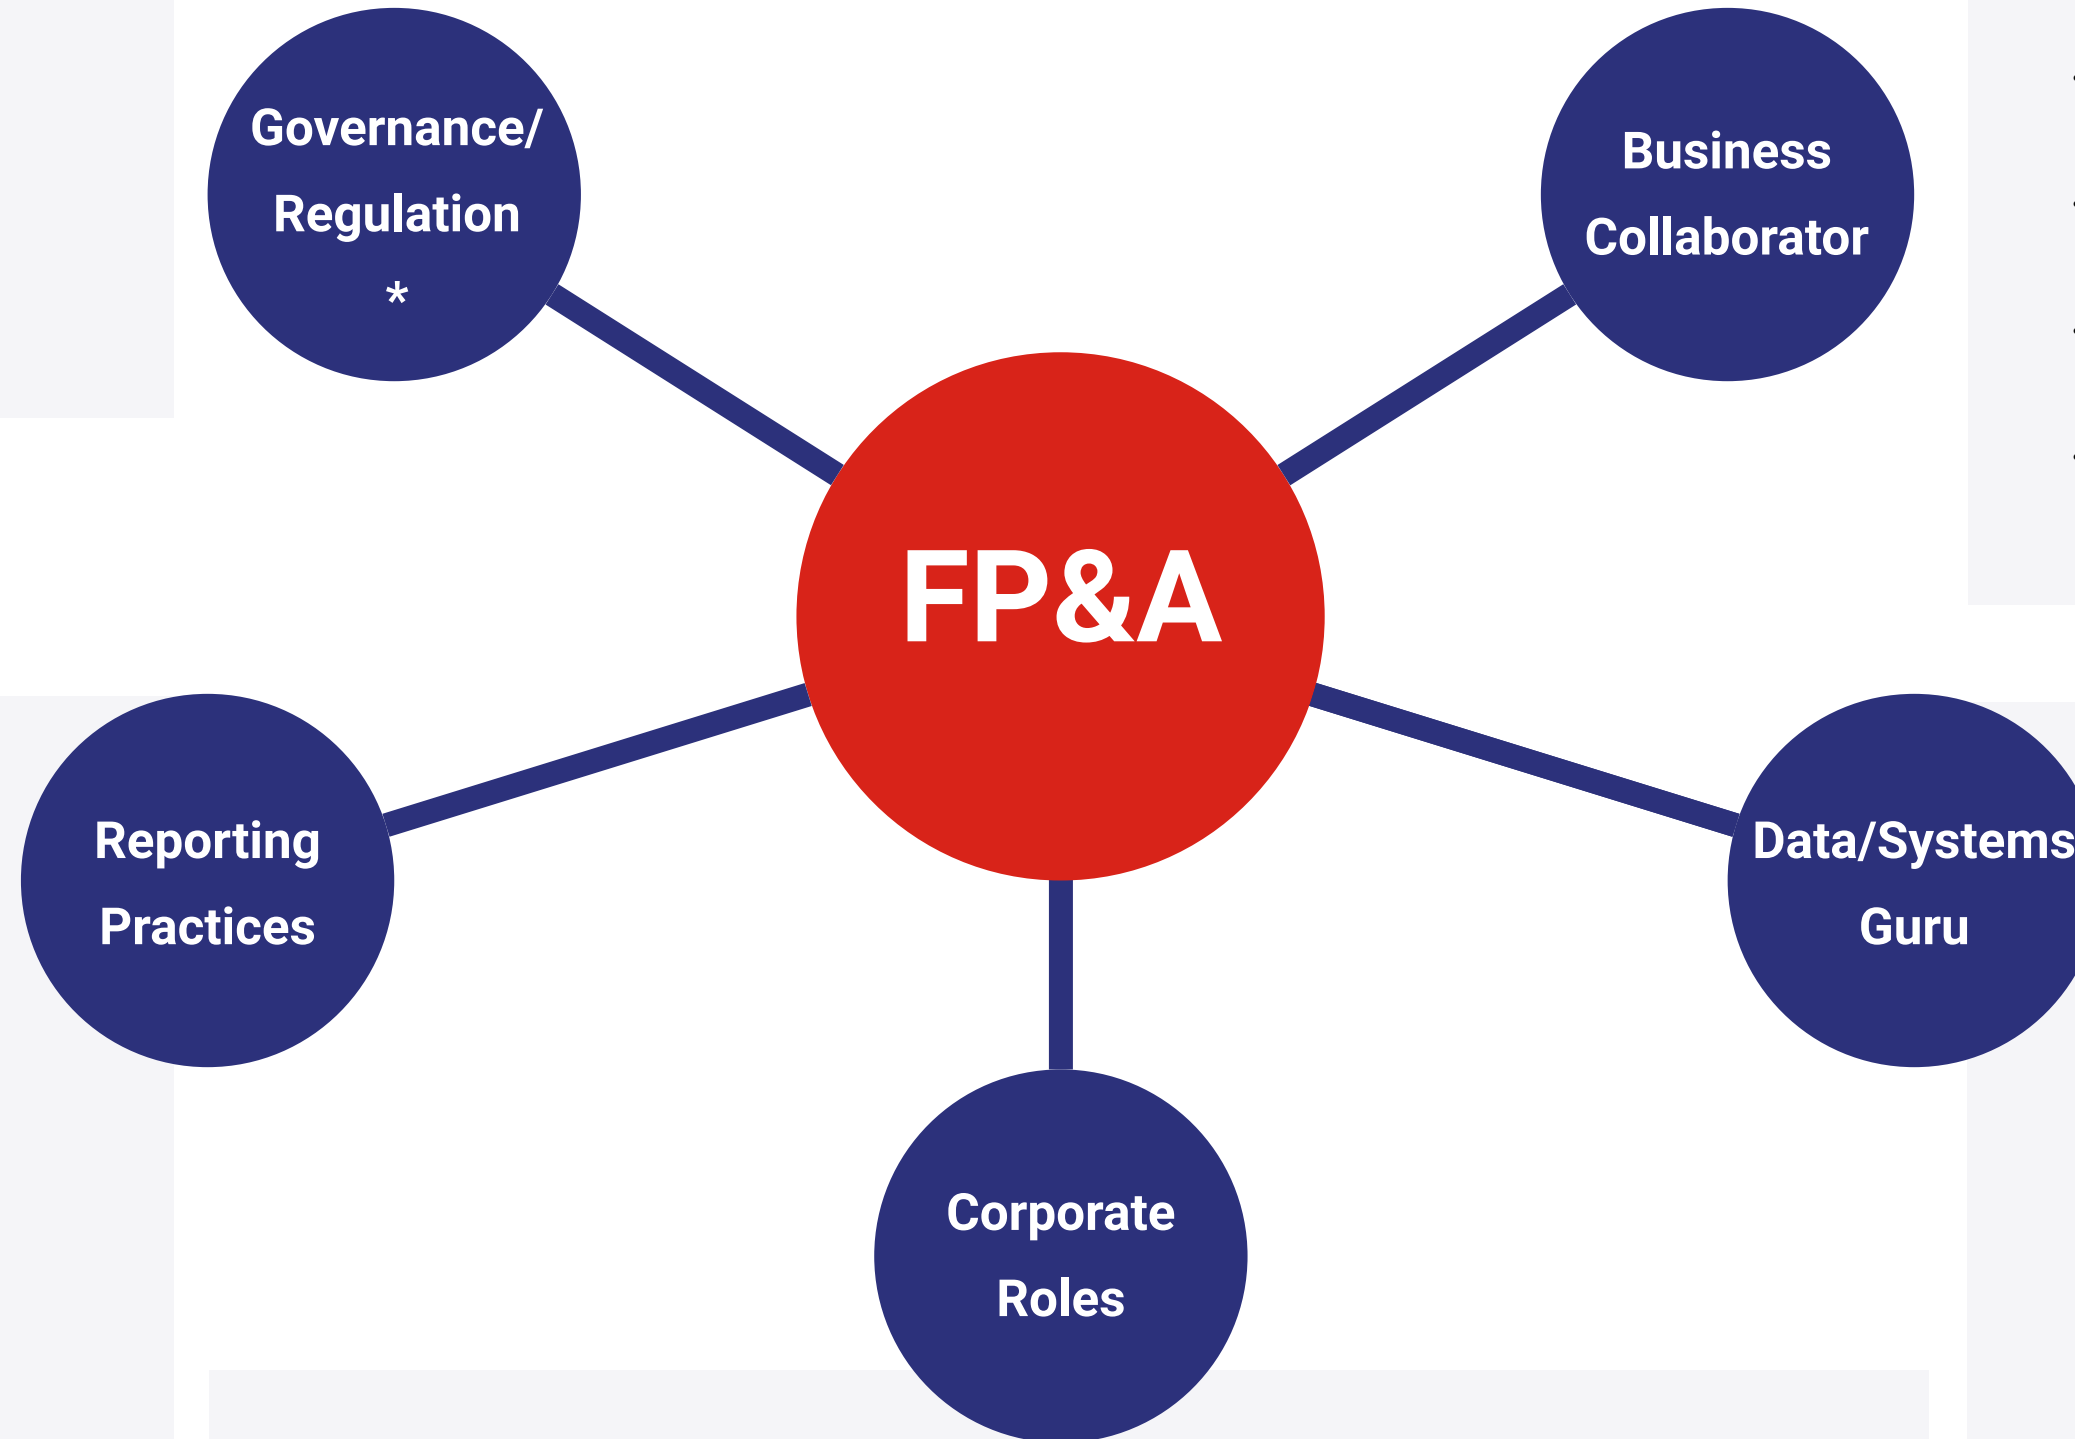 Governance/
Regulation
*
Business
Collaborator
FP&A
Reporting
Practices
Data/Systems
Guru
Corporate
Roles